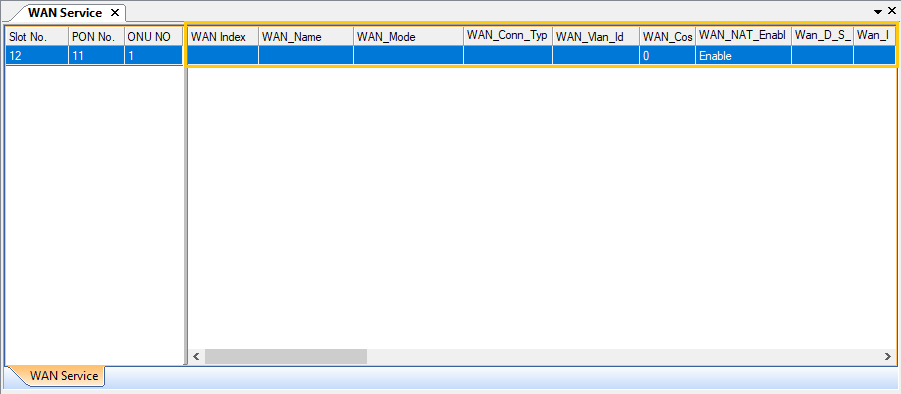 WAN Service
Slot No. PON No. ONU NO WAN Index WAN_Name WAN_Mode WAN_Conn_Typ WAN_Vlan_Id WAN_Cos WAN_NAT_Enabl Wan_D_S_ Wan_I
12 11 1 0 Enable
WAN Service